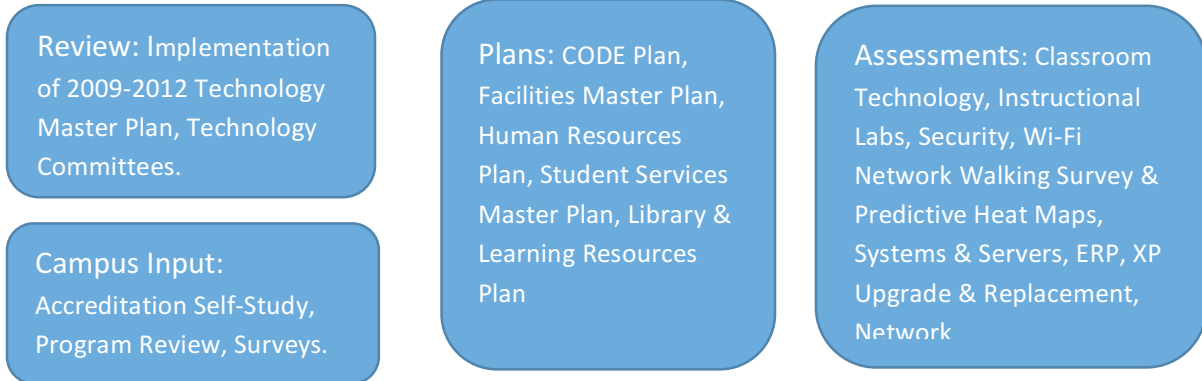 Review: Implementation
of 2009-2012 Technology
Master Plan, Technology
Committees.
Campus Input:
Accreditation Self-Study,
Program Review, Surveys.
Plans: CODE Plan,
Facilities Master Plan,
Human Resources
Plan, Student Services
Master Plan, Library &
Learning Resources
Plan
Assessments: Classroom
Technology, Instructional
Labs, Security, Wi-Fi
Network Walking Survey &
Predictive Heat Maps,
Systems & Servers, ERP, XP
Upgrade & Replacement,
Network